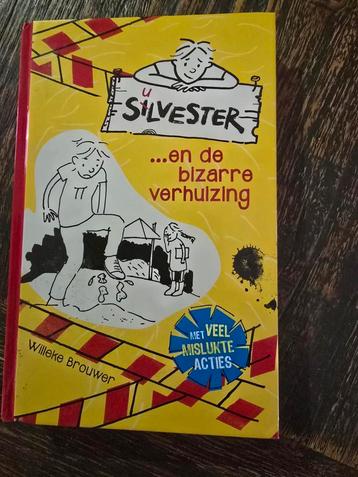 u
SILVESTER
...en de
bizarre
verhuizing
π
MET VEEL
MISLUKTE
ACTIES
Willeke Brouwer